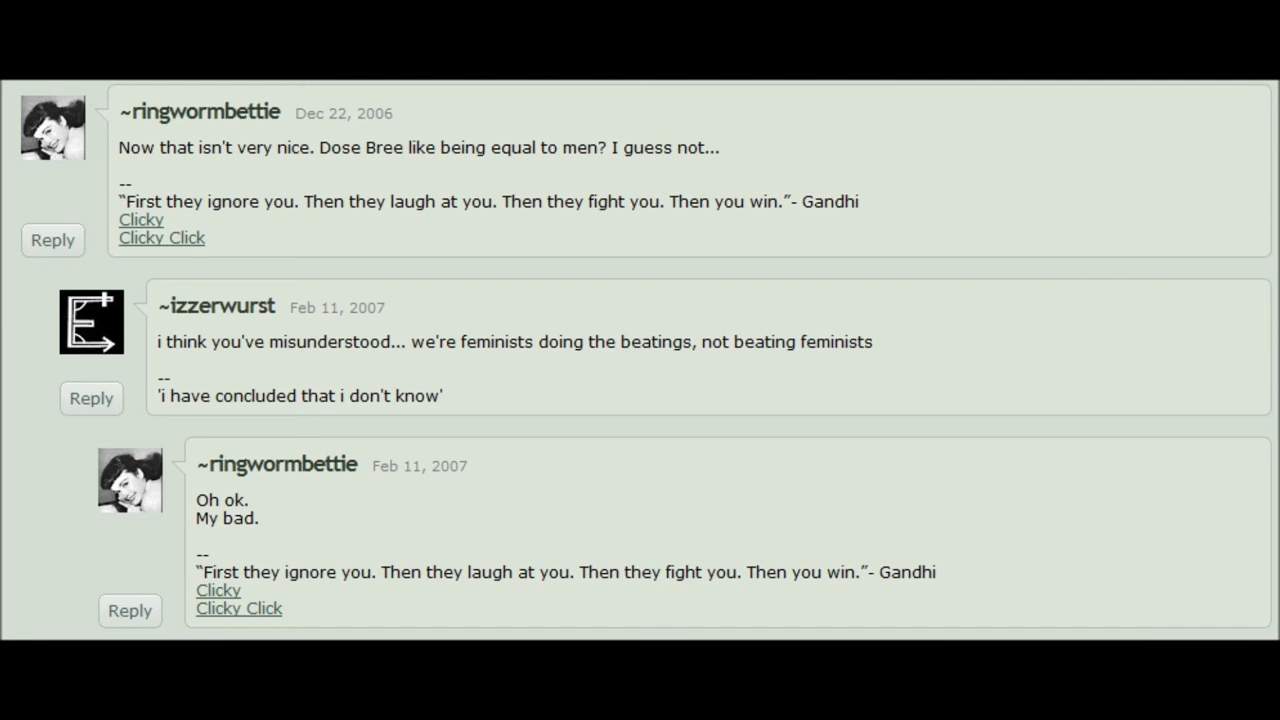 ~ringwormbettie Dec 22, 2006
Now that isn't very nice. Dose Bree like being equal to men? I guess not...
--
"First they ignore you. Then they laugh at you. Then they fight you. Then you win."- Gandhi
Clicky
Clicky Click
Reply
~izzerwurst Feb 11, 2007
i think you've misunderstood... we're feminists doing the beatings, not beating feminists
--
'i have concluded that i don't know'
Reply
~ringwormbettie Feb 11, 2007
Oh ok.
My bad.
--
"First they ignore you. Then they laugh at you. Then they fight you. Then you win."- Gandhi
Clicky
Clicky Click
Reply